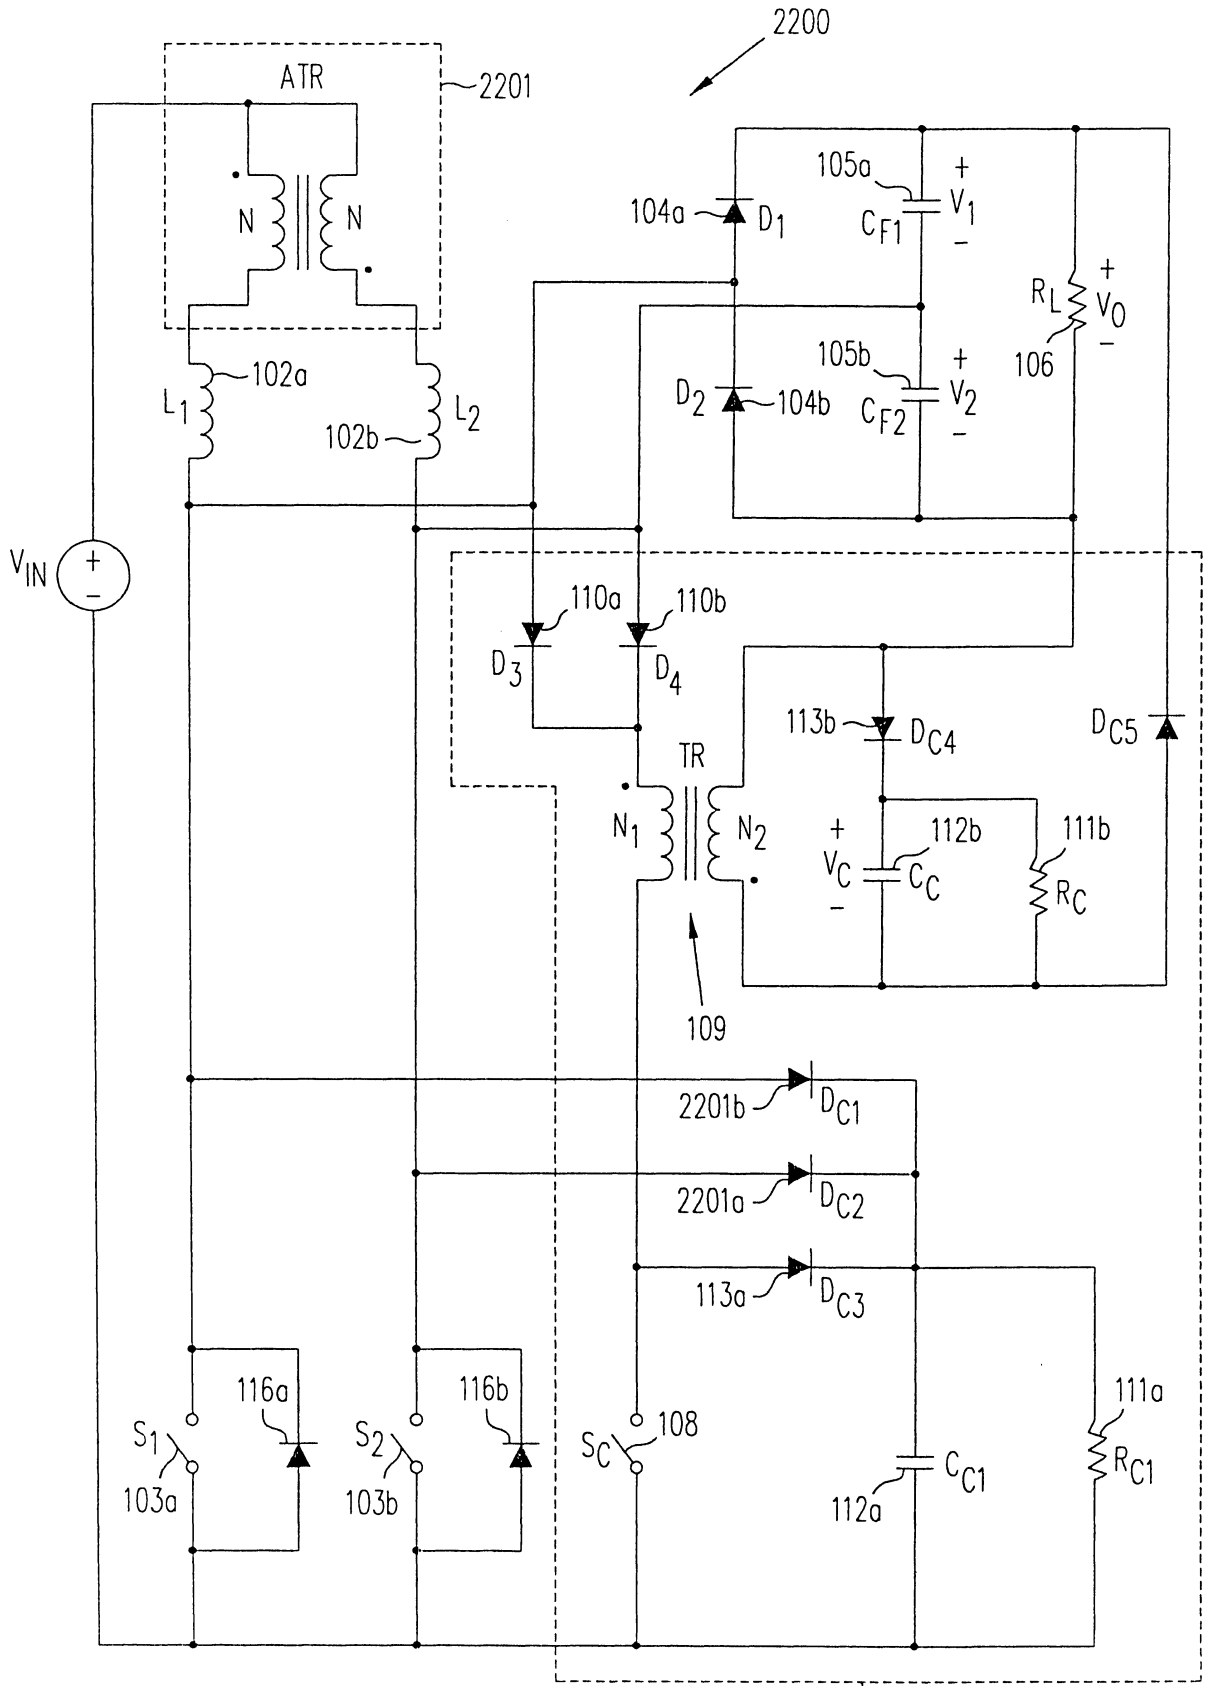 2200
ATR
2201
N
N
105a
+
V1
-
CF1
104a
D1
RL
+
VO
-
106
102a
L1
L2
102b
105b
+
V2
-
CF2
D2
104b
VIN
+
-
110a
110b
D3
D4
113b
DC4
DC5
TR
N1
N2
+
VC
-
112b
CC
111b
RC
109
2201b
DC1
2201a
DC2
113a
DC3
116a
S1
103a
116b
S2
103b
SC
108
112a
CC1
111a
RC1